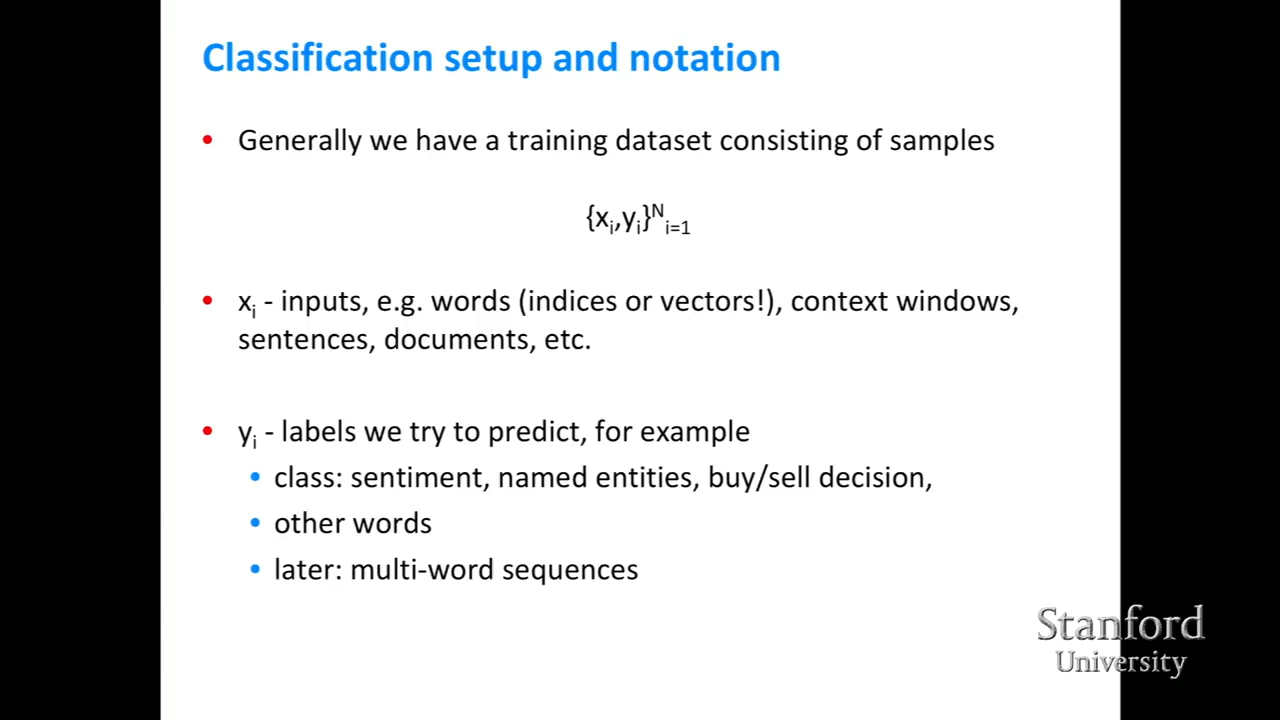 Classification setup and notation
• Generally we have a training dataset consisting of samples
{xᵢ,yᵢ}ᴺᵢ₌₁
• xᵢ - inputs, e.g. words (indices or vectors!), context windows,
sentences, documents, etc.
• yᵢ - labels we try to predict, for example
• class: sentiment, named entities, buy/sell decision,
• other words
• later: multi-word sequences
Stanford
University